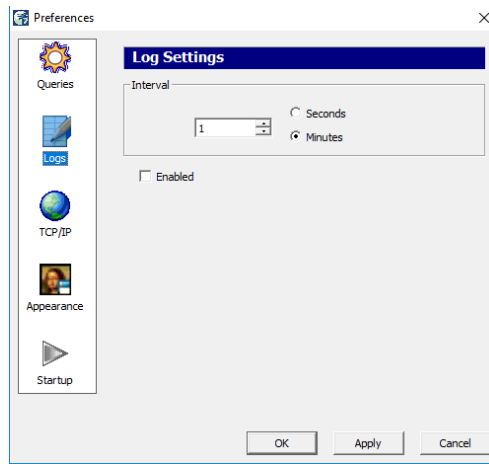 Preferences
Queries
Logs
TCP/IP
Appearance
Startup
Log Settings
Interval
1
Seconds
Minutes
Enabled
OK
Apply
Cancel